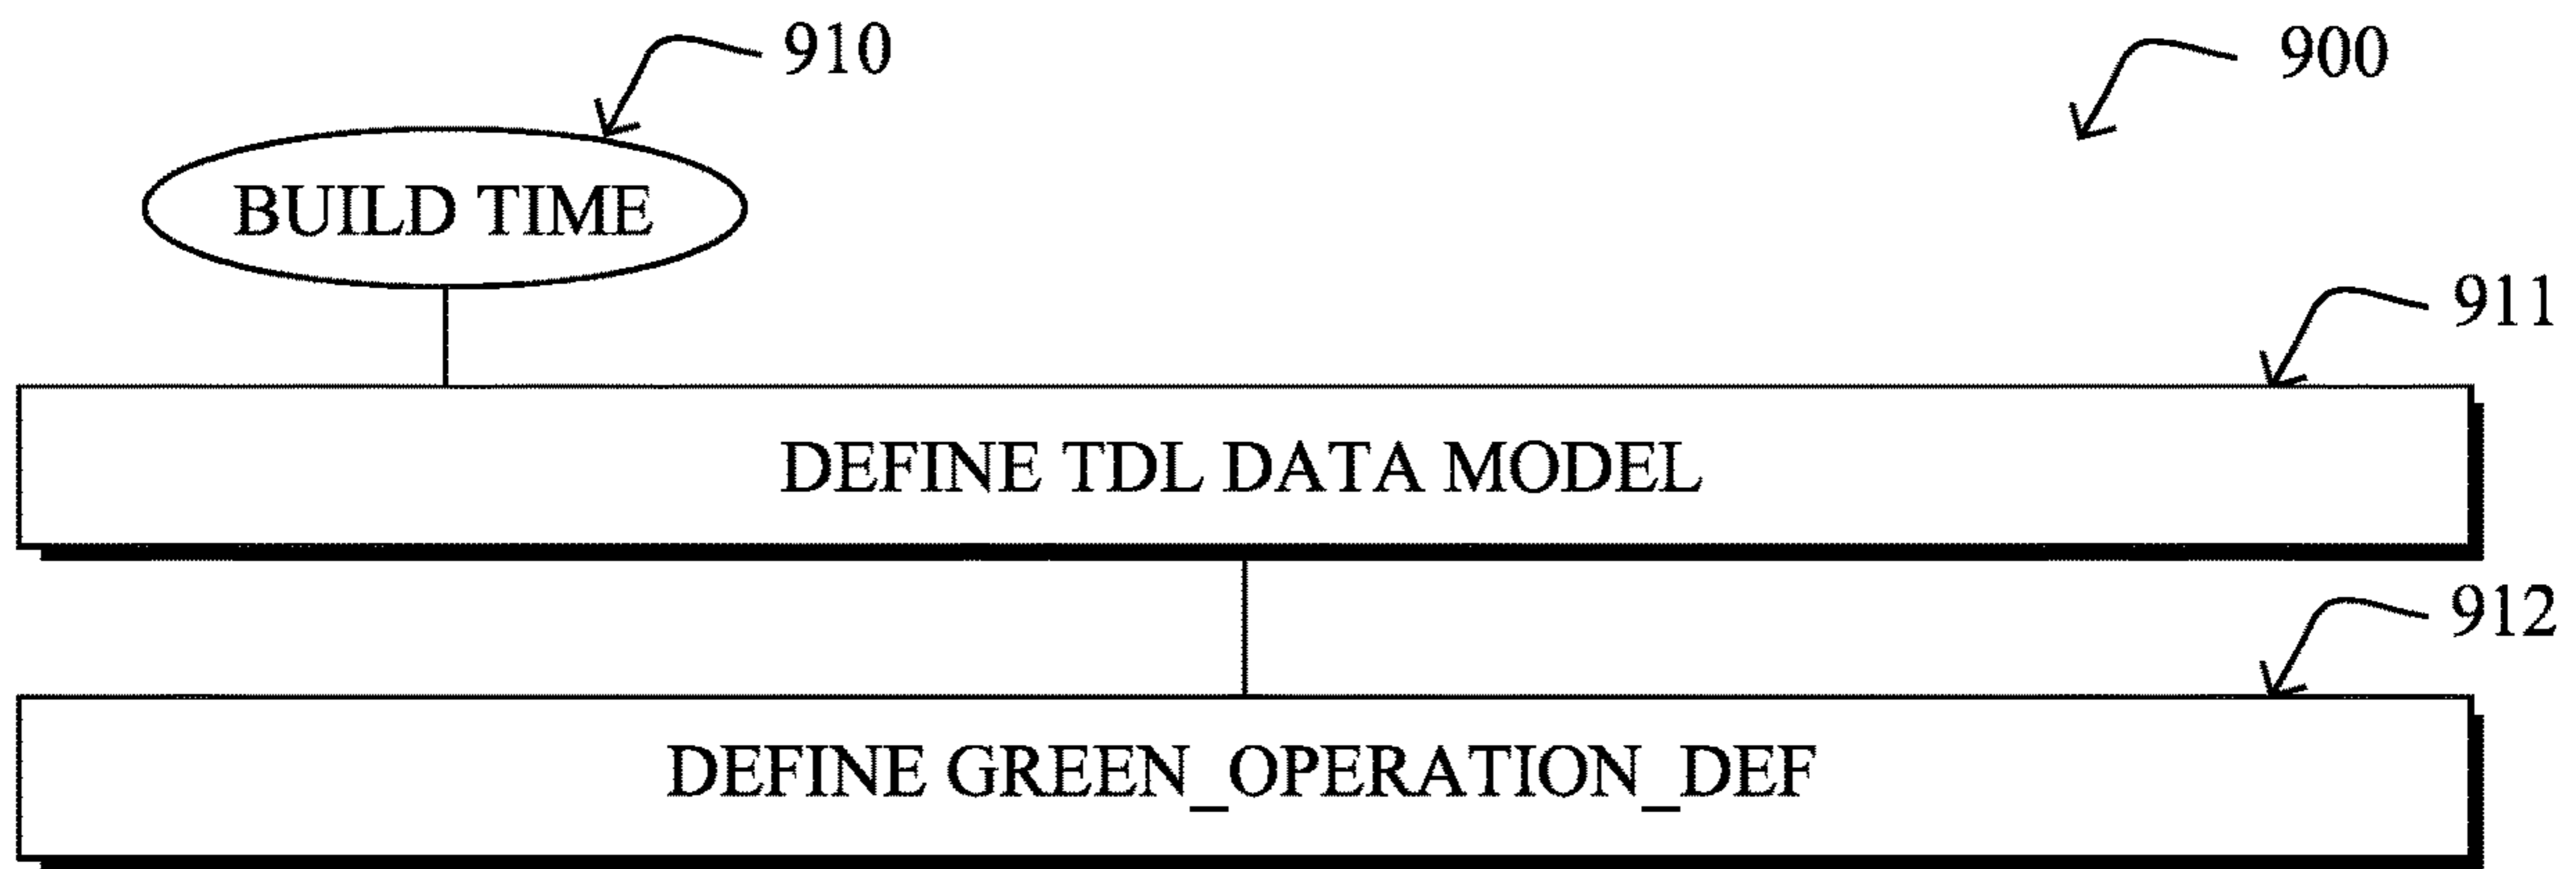 910
900
BUILD TIME
911
DEFINE TDL DATA MODEL
912
DEFINE GREEN_OPERATION_DEF